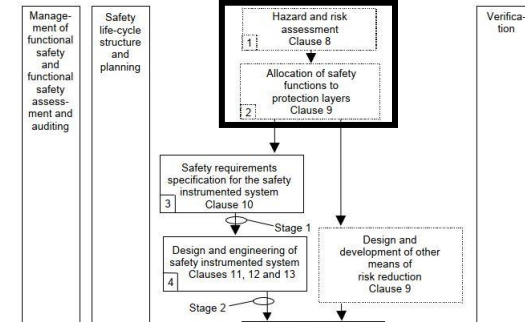 Manage-
ment of
functional
safety
and
functional
safety
assess-
ment and
auditing
Safety
life-cycle
structure
and
planning
Hazard and risk
assessment
Clause 8
1
Allocation of safety
functions to
protection layers
Clause 9
2
Safety requirements
specification for the safety
instrumented system
Clause 10
3
Stage 1
Design and engineering of
safety instrumented system
Clauses 11, 12 and 13
4
Design and
development of other
means of
risk reduction
Clause 9
Stage 2
Verifica-
tion